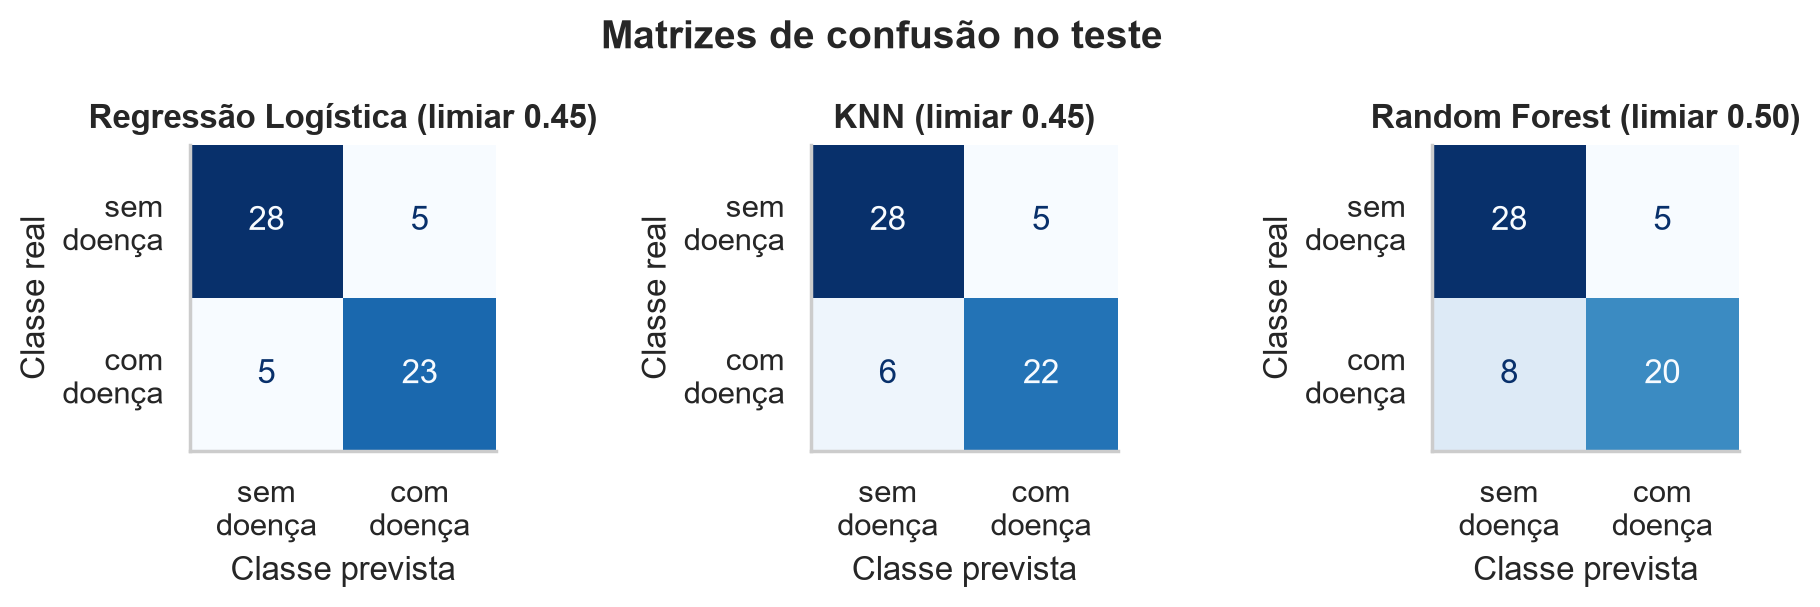 Matrizes de confusão no teste
Regressão Logística (limiar 0.45)
Classe real
sem
doença
com
doença
28
5
5
23
sem
doença
com
doença
Classe prevista
KNN (limiar 0.45)
Classe real
sem
doença
com
doença
28
5
6
22
sem
doença
com
doença
Classe prevista
Random Forest (limiar 0.50)
Classe real
sem
doença
com
doença
28
5
8
20
sem
doença
com
doença
Classe prevista